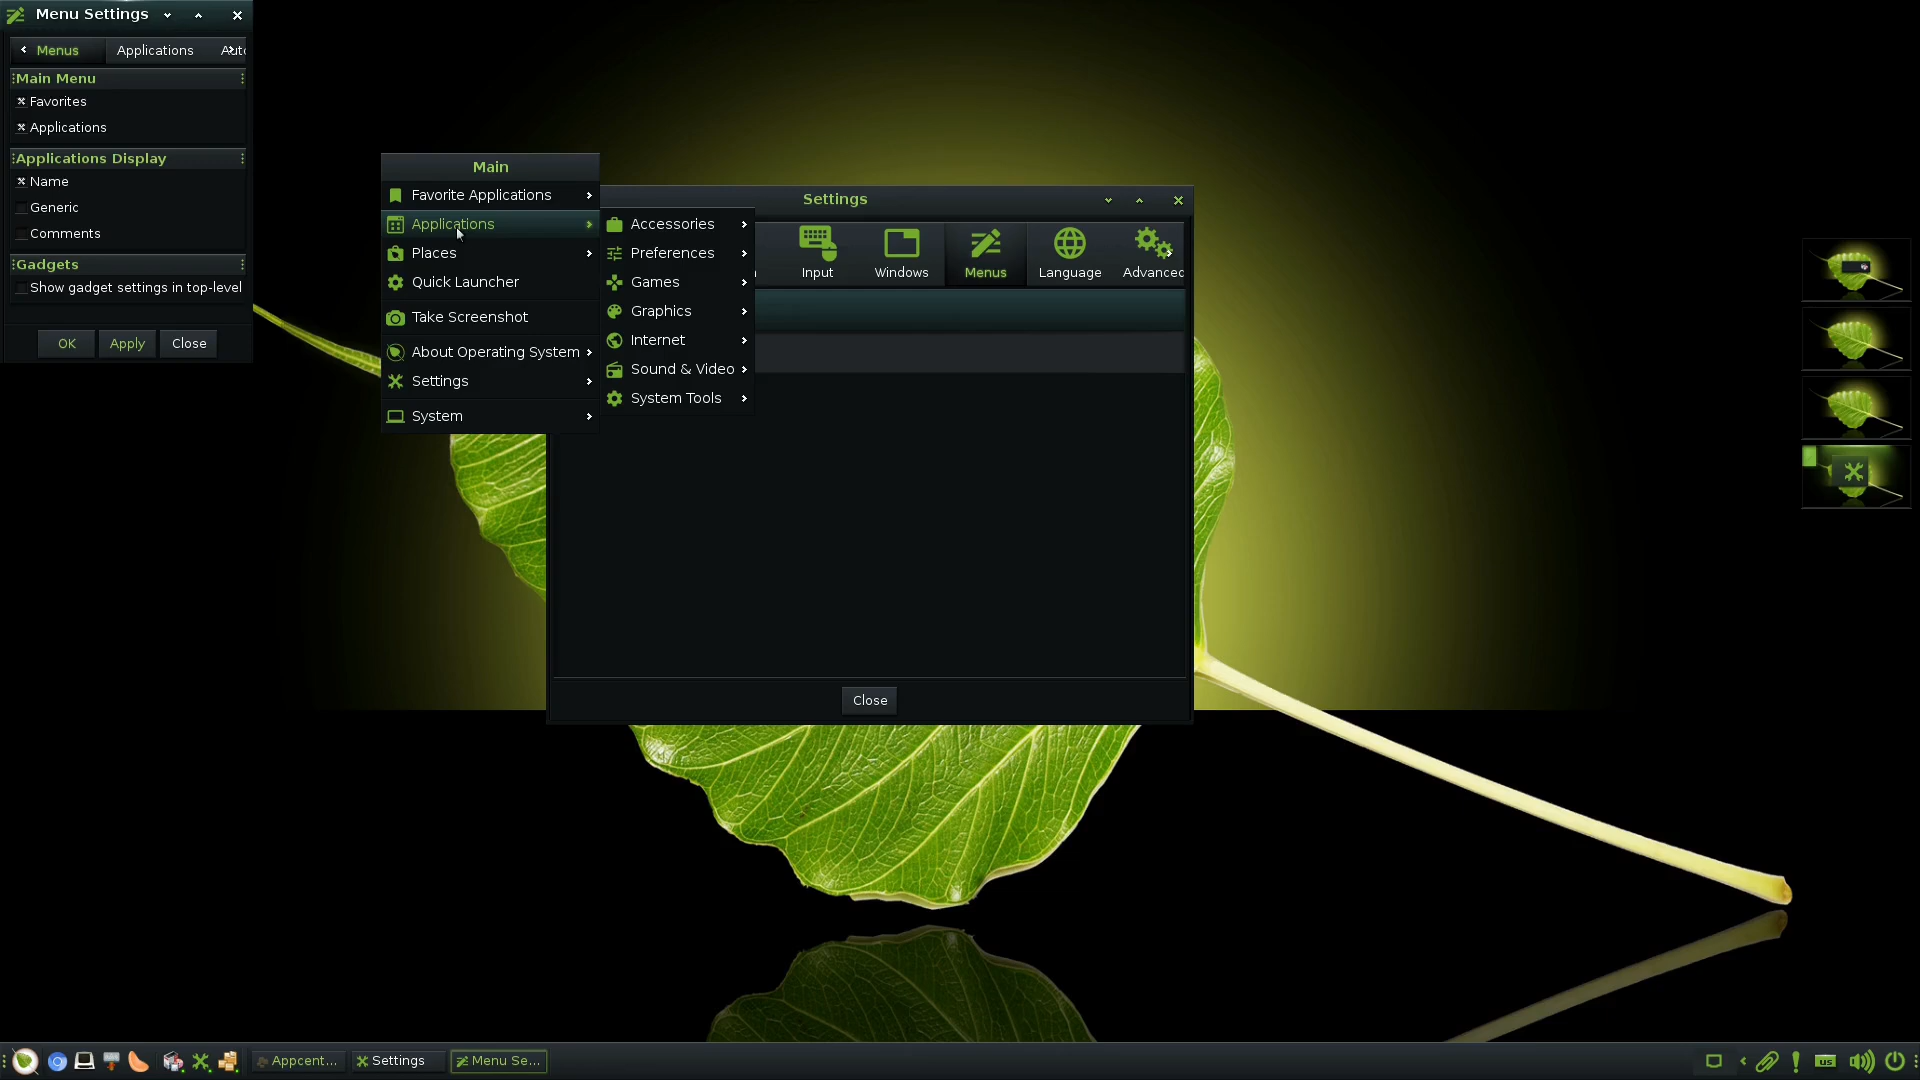 Menu Settings
Menus
Applications
Main Menu
Favorites
Applications
Applications Display
Name
Generic
Comments
Gadgets
Show gadget settings in top-level
OK
Apply
Close
Main
Favorite Applications
Applications
Places
Quick Launcher
Take Screenshot
About Operating System
Settings
System
Accessories
Preferences
Games
Graphics
Internet
Sound & Video
System Tools
Settings
Input
Windows
Menus
Language
Advanced
Close
Appcent...
Settings
Menu Se...
us